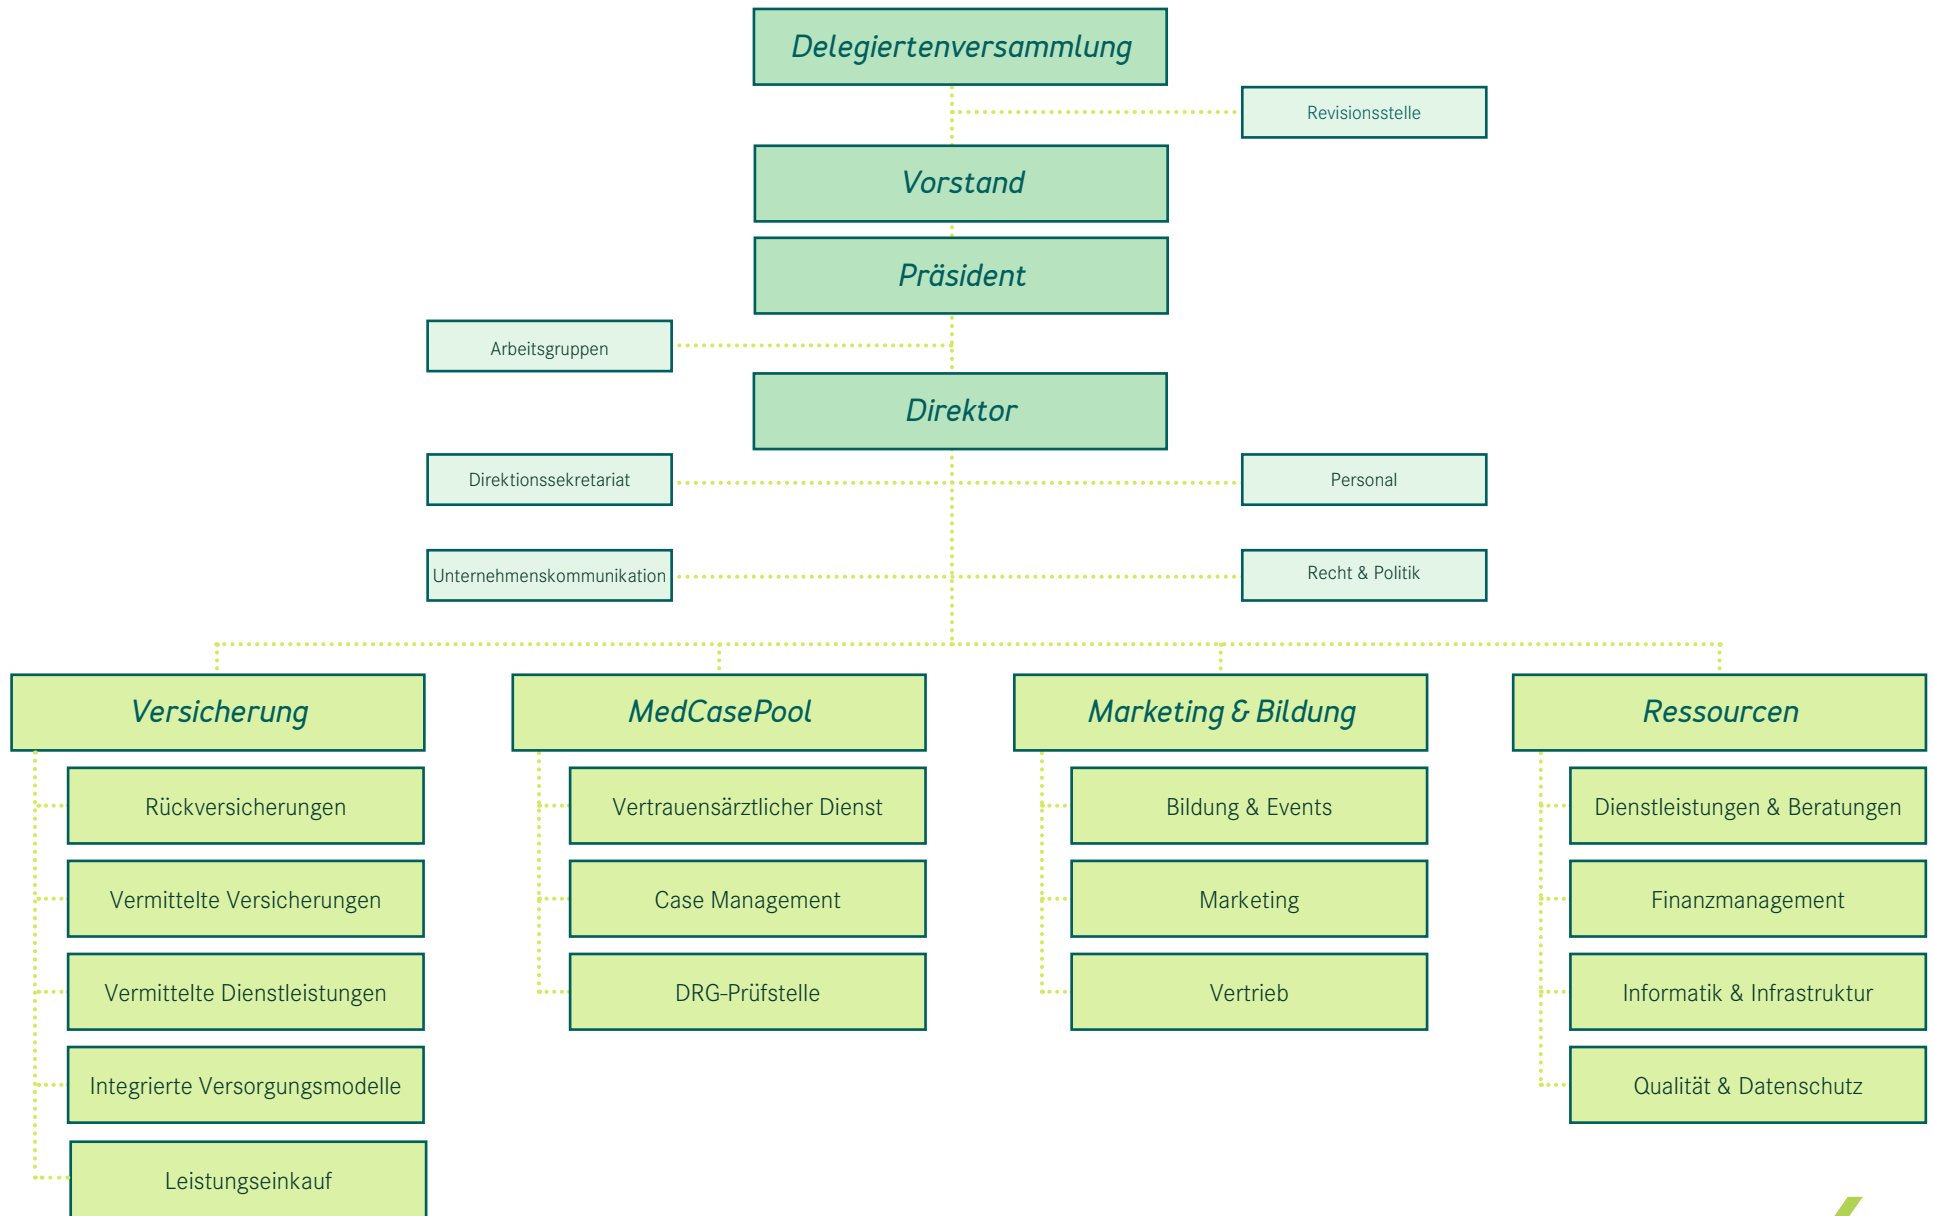 Delegiertenversammlung
Revisionsstelle
Vorstand
Präsident
Arbeitsgruppen
Direktor
Direktionssekretariat
Personal
Unternehmenskommunikation
Recht & Politik
Versicherung
MedCasePool
Marketing & Bildung
Ressourcen
Rückversicherungen
Vertrauensärztlicher Dienst
Bildung & Events
Dienstleistungen & Beratungen
Vermittelte Versicherungen
Case Management
Marketing
Finanzmanagement
Vermittelte Dienstleistungen
DRG-Prüfstelle
Vertrieb
Informatik & Infrastruktur
Integrierte Versorgungsmodelle
Qualität & Datenschutz
Leistungseinkauf